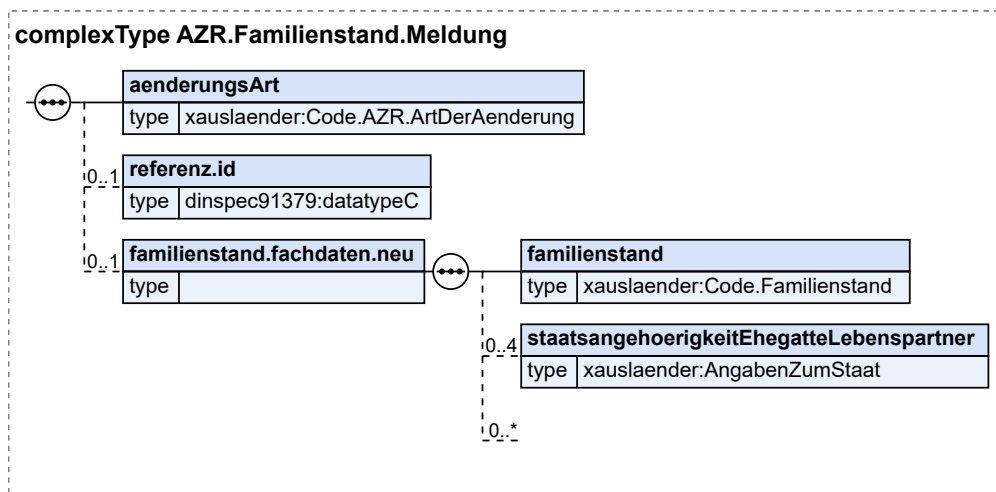 complexType AZR.Familienstand.Meldung
aenderungsArt
type xauslaender:Code.AZR.ArtDerAenderung
0..1
referenz.id
type dinspec91379:datatypeC
0..1
familienstand.fachdaten.neu
type
familienstand
type xauslaender:Code.Familienstand
0..4
staatsangehoerigkeitEhegatteLebenspartner
type xauslaender:AngabenZumStaat
0..*